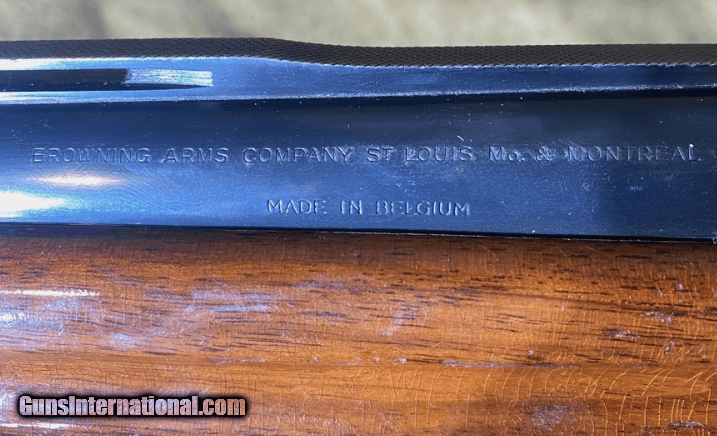 BROWNING ARMS COMPANY ST LOUIS Mo. & MONTREAL
MADE IN BELGIUM
GunsInternational.com